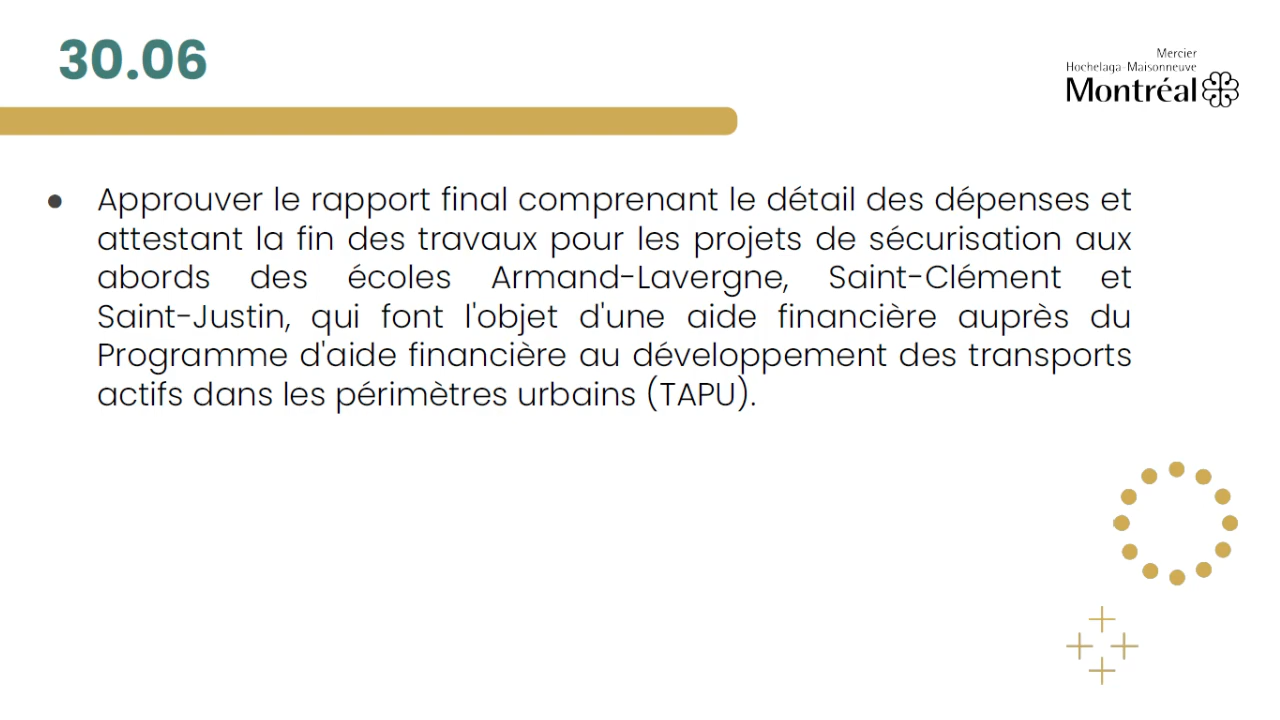 30.06
Mercier
Hochelaga-Maisonneuve
Montréal
● Approuver le rapport final comprenant le détail des dépenses et
attestant la fin des travaux pour les projets de sécurisation aux
abords des écoles Armand-Lavergne, Saint-Clément et
Saint-Justin, qui font l'objet d'une aide financière auprès du
Programme d'aide financière au développement des transports
actifs dans les périmètres urbains (TAPU).